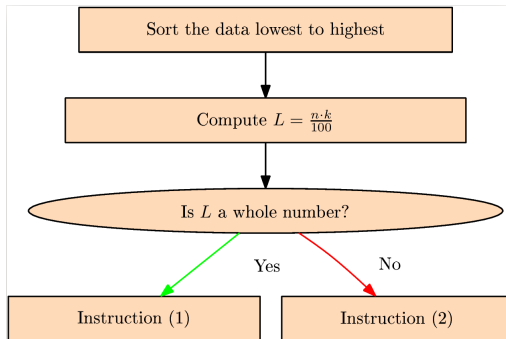 Sort the data lowest to highest
Compute L = n·k/100
Is L a whole number?
Yes
No
Instruction (1)
Instruction (2)